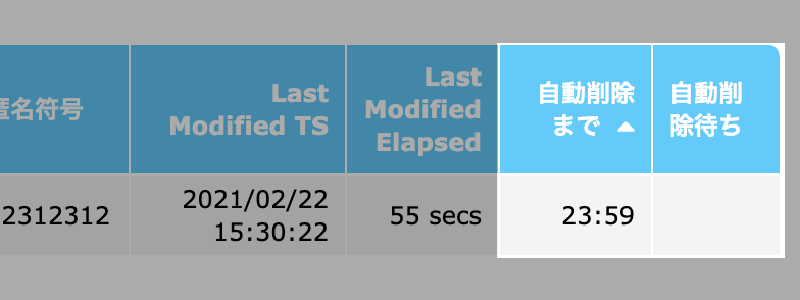 匿名符号
Last
Modified TS
Last
Modified
Elapsed
自動削除
まで ▲
自動削
除待ち
2312312
2021/02/22
15:30:22
55 secs
23:59